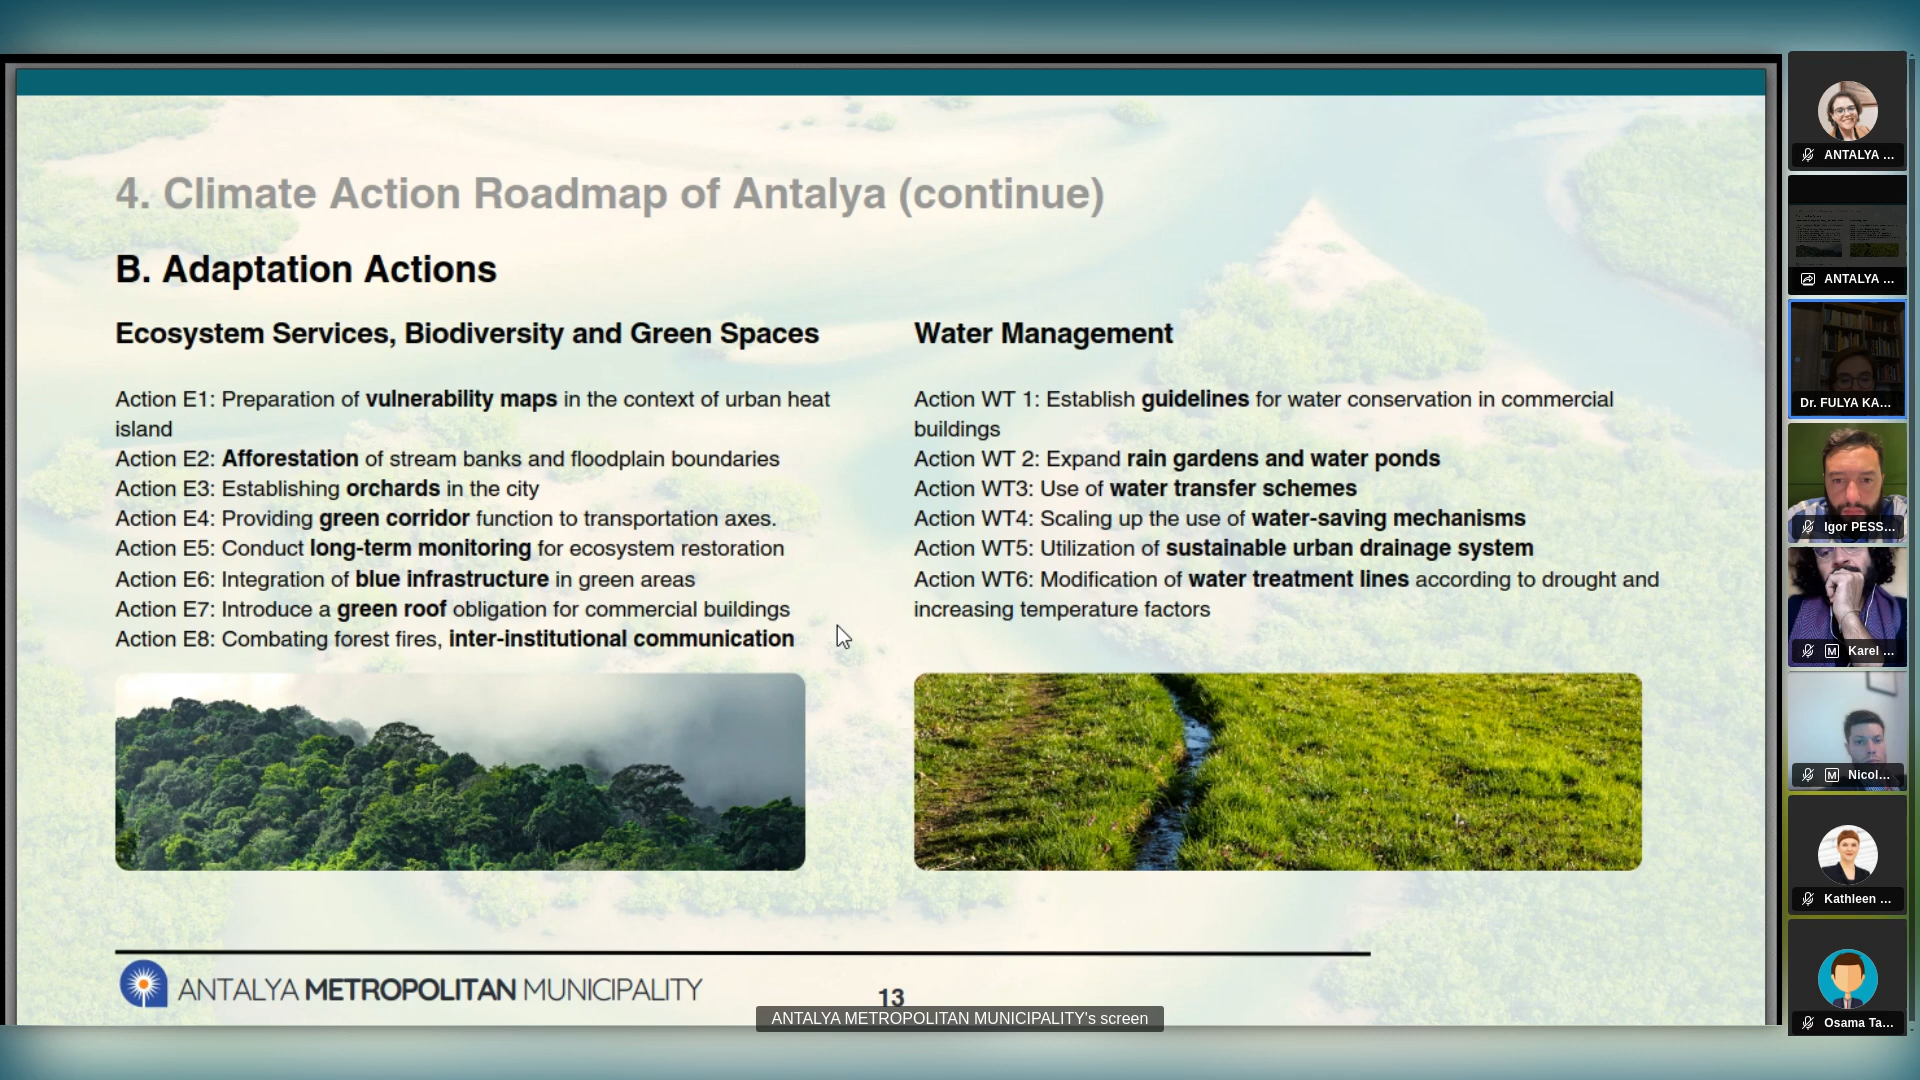 4. Climate Action Roadmap of Antalya (continue)
B. Adaptation Actions
Ecosystem Services, Biodiversity and Green Spaces
Action E1: Preparation of vulnerability maps in the context of urban heat
island
Action E2: Afforestation of stream banks and floodplain boundaries
Action E3: Establishing orchards in the city
Action E4: Providing green corridor function to transportation axes.
Action E5: Conduct long-term monitoring for ecosystem restoration
Action E6: Integration of blue infrastructure in green areas
Action E7: Introduce a green roof obligation for commercial buildings
Action E8: Combating forest fires, inter-institutional communication
Water Management
Action WT 1: Establish guidelines for water conservation in commercial
buildings
Action WT 2: Expand rain gardens and water ponds
Action WT3: Use of water transfer schemes
Action WT4: Scaling up the use of water-saving mechanisms
Action WT5: Utilization of sustainable urban drainage system
Action WT6: Modification of water treatment lines according to drought and
increasing temperature factors
ANTALYA METROPOLITAN MUNICIPALITY
13
ANTALYA METROPOLITAN MUNICIPALITY's screen
ANTALYA ...
ANTALYA ...
Dr. FULYA KA...
Igor PESS...
M Karel ...
M Nicol...
Kathleen ...
Osama Ta...